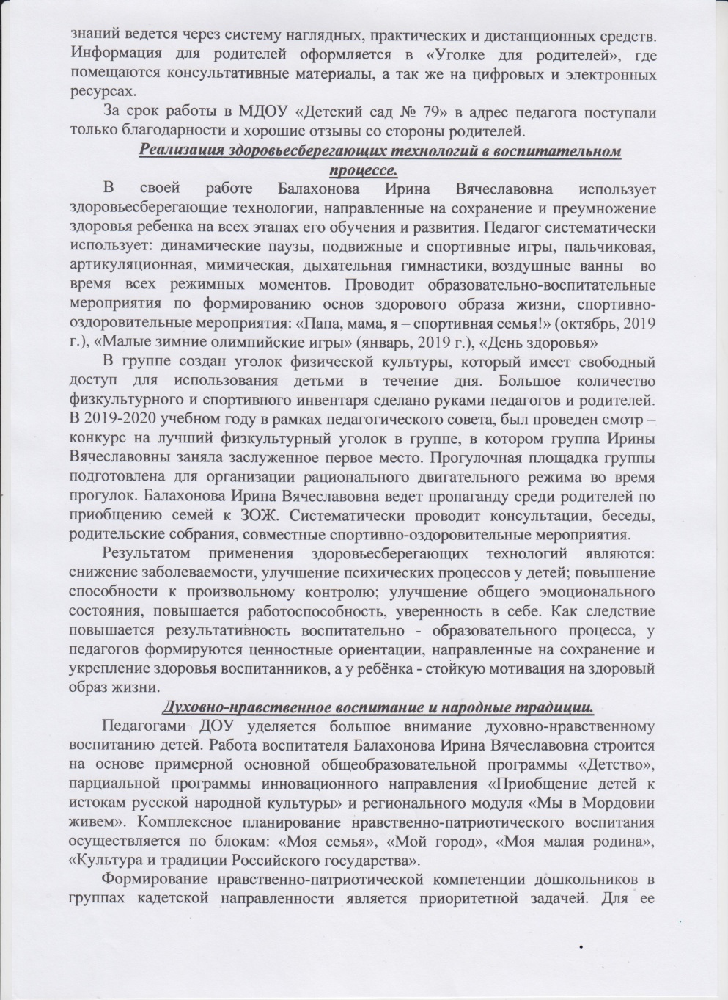 знаний ведется через систему наглядных, практических и дистанционных средств.
Информация для родителей оформляется в «Уголке для родителей», где
помещаются консультативные материалы, а так же на цифровых и электронных
ресурсах.
За срок работы в МДОУ «Детский сад № 79» в адрес педагога поступали
только благодарности и хорошие отзывы со стороны родителей.
Реализация здоровьесберегающих технологий в воспитательном
процессе.
В своей работе Балахонова Ирина Вячеславовна использует
здоровьесберегающие технологии, направленные на сохранение и преумножение
здоровья ребенка на всех этапах его обучения и развития. Педагог систематически
использует: динамические паузы, подвижные и спортивные игры, пальчиковая,
артикуляционная, мимическая, дыхательная гимнастики, воздушные ванны во
время всех режимных моментов. Проводит образовательно-воспитательные
мероприятия по формированию основ здорового образа жизни, спортивно-
оздоровительные мероприятия: «Папа, мама, я – спортивная семья!» (октябрь, 2019
г.), «Малые зимние олимпийские игры» (январь, 2019 г.), «День здоровья»
В группе создан уголок физической культуры, который имеет свободный
доступ для использования детьми в течение дня. Большое количество
физкультурного и спортивного инвентаря сделано руками педагогов и родителей.
В 2019-2020 учебном году в рамках педагогического совета, был проведен смотр –
конкурс на лучший физкультурный уголок в группе, в котором группа Ирины
Вячеславовны заняла заслуженное первое место. Прогулочная площадка группы
подготовлена для организации рационального двигательного режима во время
прогулок. Балахонова Ирина Вячеславовна ведет пропаганду среди родителей по
приобщению семей к ЗОЖ. Систематически проводит консультации, беседы,
родительские собрания, совместные спортивно-оздоровительные мероприятия.
Результатом применения здоровьесберегающих технологий являются:
снижение заболеваемости, улучшение психических процессов у детей; повышение
способности к произвольному контролю; улучшение общего эмоционального
состояния, повышается работоспособность, уверенность в себе. Как следствие
повышается результативность воспитательно - образовательного процесса, у
педагогов формируются ценностные ориентации, направленные на сохранение и
укрепление здоровья воспитанников, а у ребёнка - стойкую мотивация на здоровый
образ жизни.
Духовно-нравственное воспитание и народные традиции.
Педагогами ДОУ уделяется большое внимание духовно-нравственному
воспитанию детей. Работа воспитателя Балахонова Ирина Вячеславовна строится
на основе примерной основной общеобразовательной программы «Детство»,
парциальной программы инновационного направления «Приобщение детей к
истокам русской народной культуры» и регионального модуля «Мы в Мордовии
живем». Комплексное планирование нравственно-патриотического воспитания
осуществляется по блокам: «Моя семья», «Мой город», «Моя малая родина»,
«Культура и традиции Российского государства».
Формирование нравственно-патриотической компетенции дошкольников в
группах кадетской направленности является приоритетной задачей. Для ее